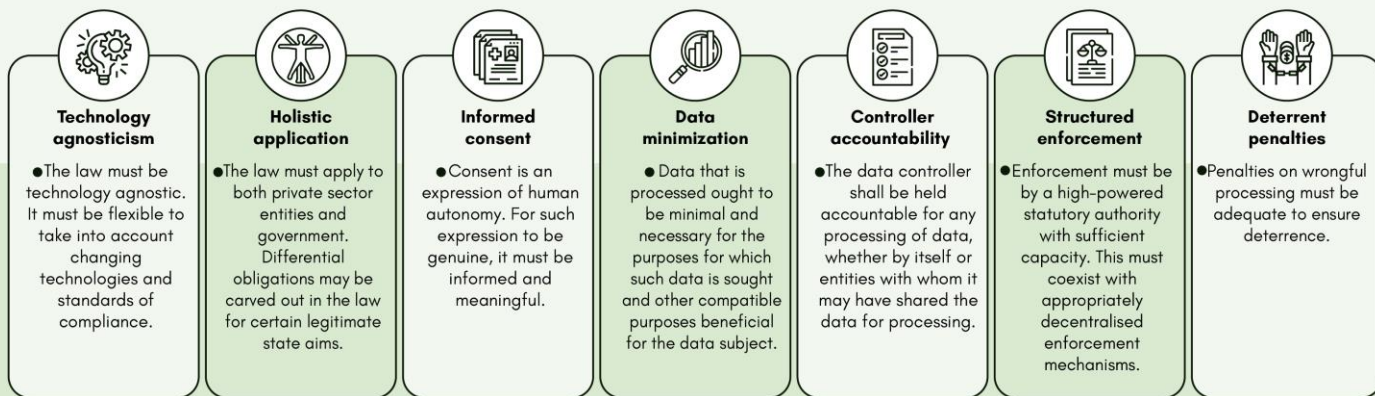 Technology
agnosticism
●The law must be
technology agnostic.
It must be flexible to
take into account
changing
technologies and
standards of
compliance.
Holistic
application
●The law must apply to
both private sector
entities and
government.
Differential
obligations may be
carved out in the law
for certain legitimate
state aims.
Informed
consent
●Consent is an
expression of human
autonomy. For such
expression to be
genuine, it must be
informed and
meaningful.
Data
minimization
● Data that is
processed ought to
be minimal and
necessary for the
purposes for which
such data is sought
and other compatible
purposes beneficial
for the data subject.
Controller
accountability
●The data controller
shall be held
accountable for any
processing of data,
whether by itself or
entities with whom it
may have shared the
data for processing.
Structured
enforcement
●Enforcement must be
by a high-powered
statutory authority
with sufficient
capacity. This must
coexist with
appropriately
decentralised
enforcement
mechanisms.
Deterrent
penalties
●Penalties on wrongful
processing must be
adequate to ensure
deterrence.